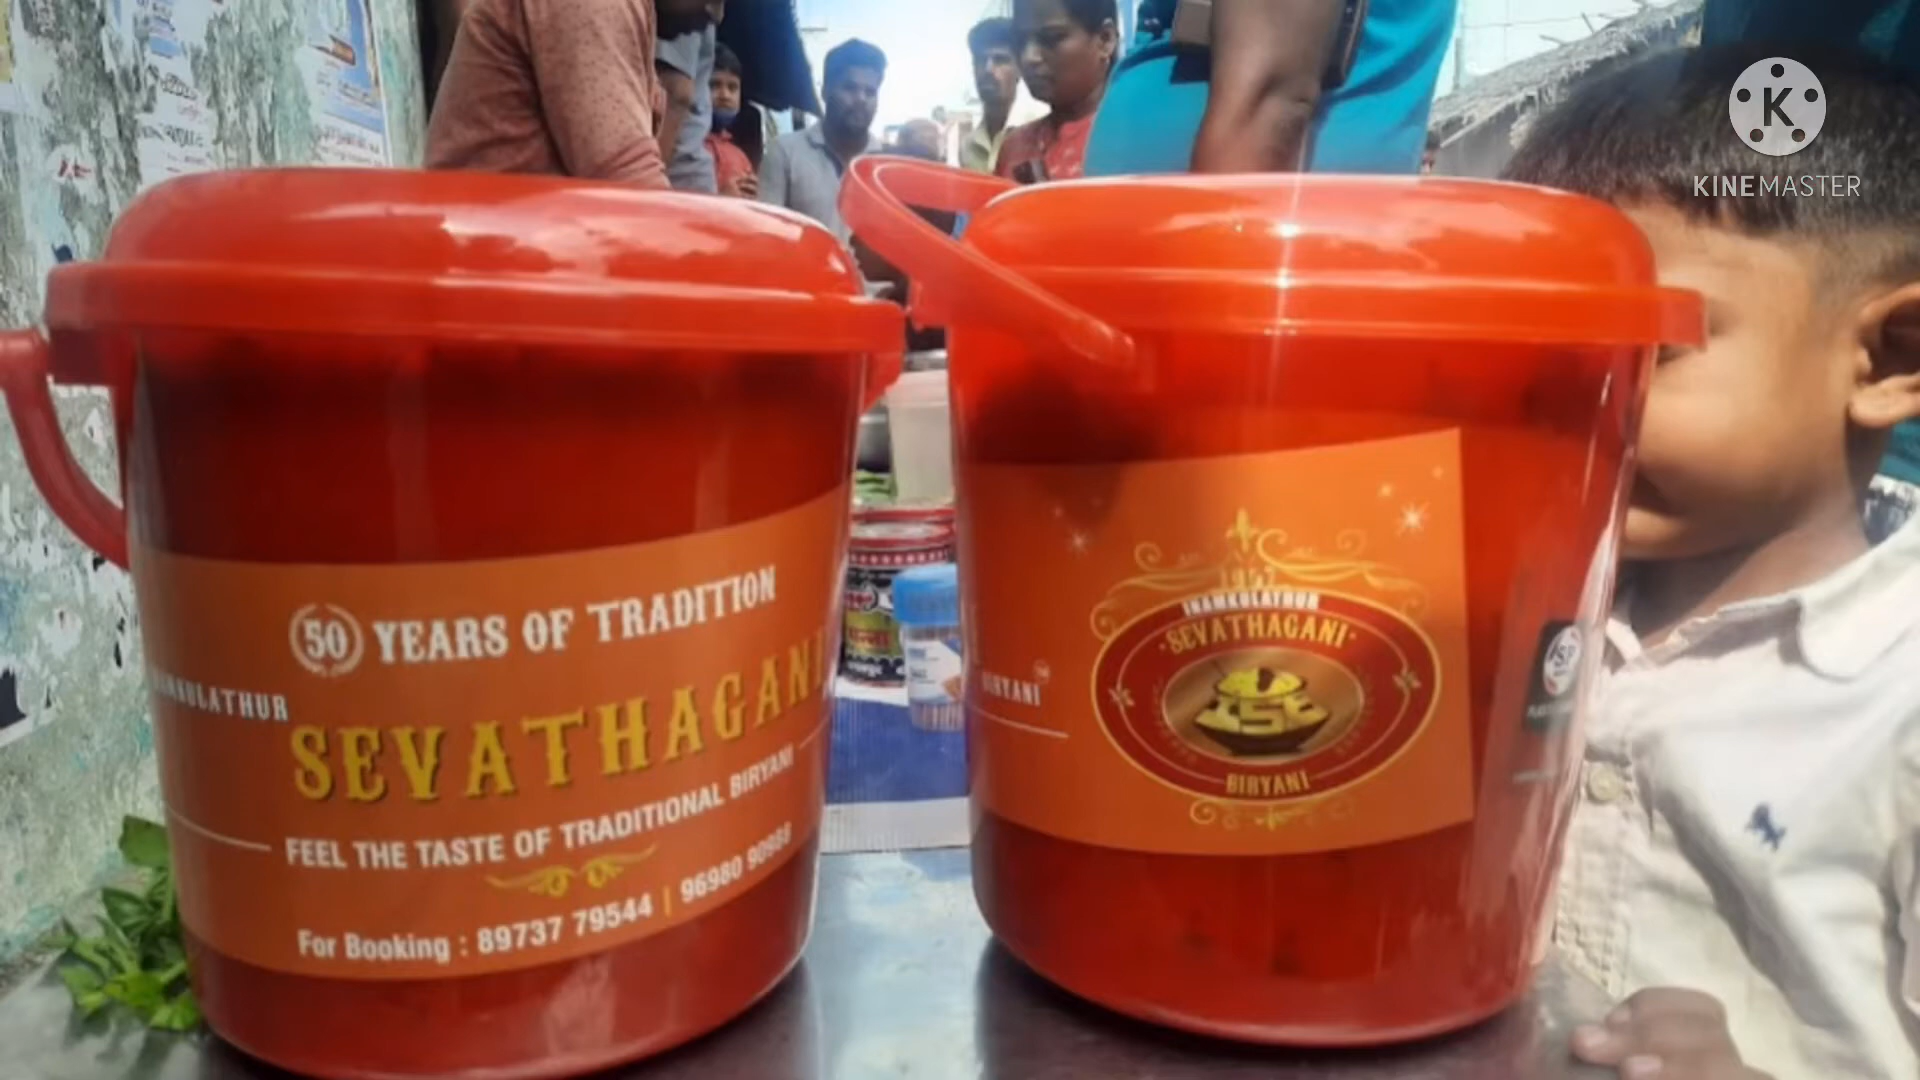 KINEMASTER
50 YEARS OF TRADITION
SEVATHAGANI
FEEL THE TASTE OF TRADITIONAL BIRYANI
For Booking : 89737 79544 | 96980 90988
BIRYANI
INAMKULATHUR
·SEVATHAGANI·
BIRYANI